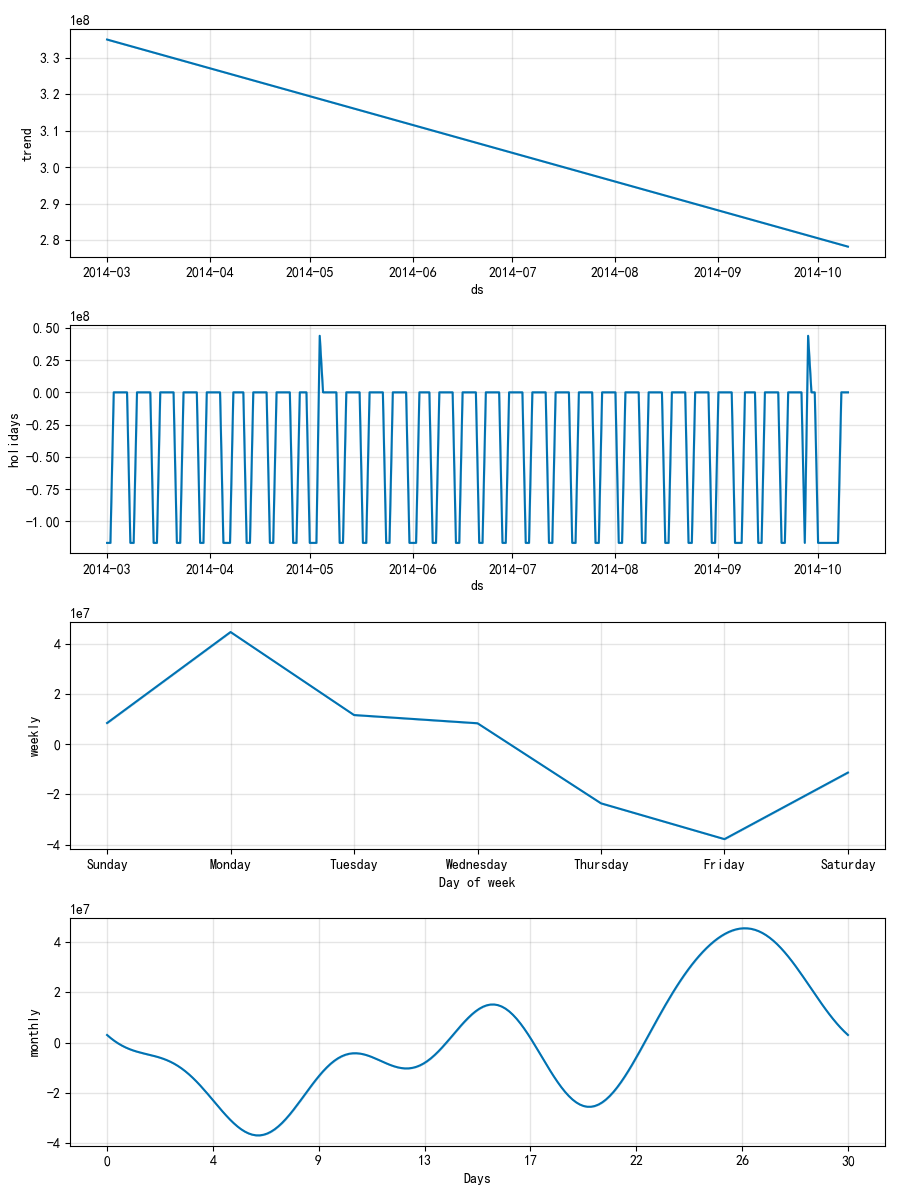 1e8
3.3
3.2
3.1
3.0
2.9
2.8
trend
2014-03 2014-04 2014-05 2014-06 2014-07 2014-08 2014-09 2014-10
ds
1e8
0.50
0.25
0.00
−0.25
−0.50
−0.75
−1.00
holidays
2014-03 2014-04 2014-05 2014-06 2014-07 2014-08 2014-09 2014-10
ds
1e7
4
2
0
−2
−4
weekly
Sunday Monday Tuesday Wednesday Thursday Friday Saturday
Day of week
1e7
4
2
0
−2
−4
monthly
0 4 9 13 17 22 26 30
Days